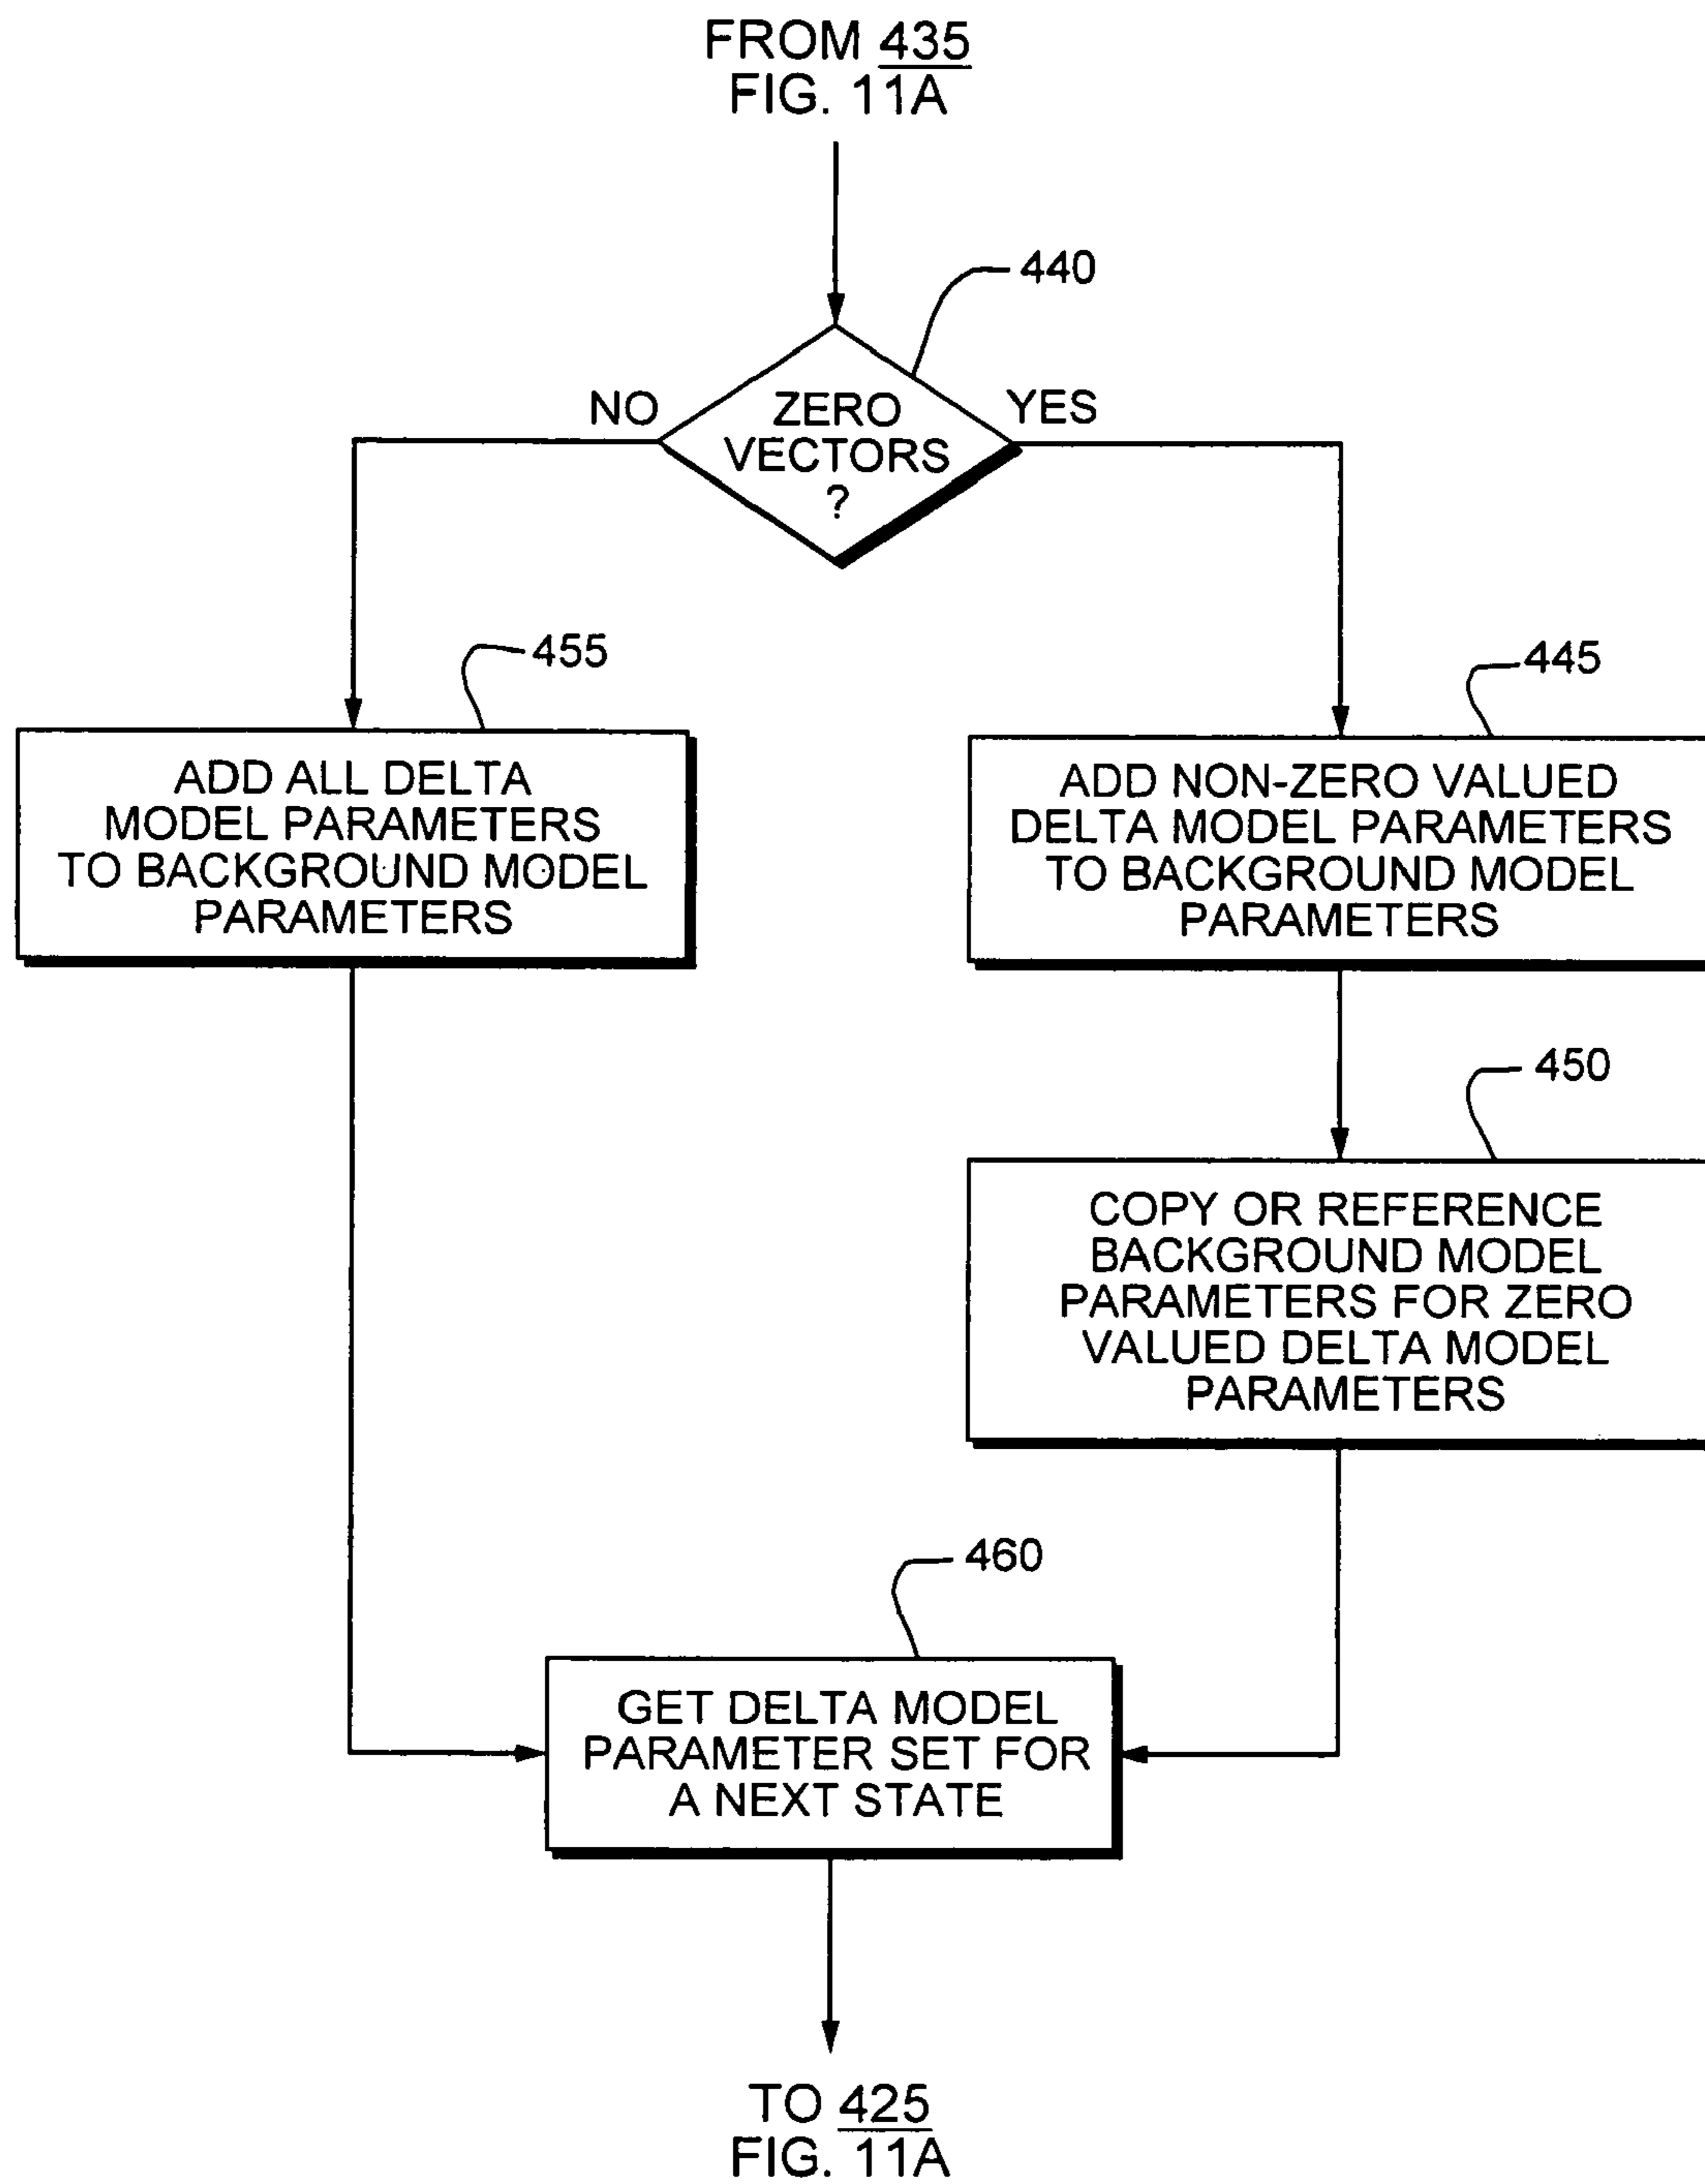 FROM 435
FIG. 11A
440
NO
ZERO
VECTORS
?
YES
455
ADD ALL DELTA
MODEL PARAMETERS
TO BACKGROUND MODEL
PARAMETERS
445
ADD NON-ZERO VALUED
DELTA MODEL PARAMETERS
TO BACKGROUND MODEL
PARAMETERS
450
COPY OR REFERENCE
BACKGROUND MODEL
PARAMETERS FOR ZERO
VALUED DELTA MODEL
PARAMETERS
460
GET DELTA MODEL
PARAMETER SET FOR
A NEXT STATE
TO 425
FIG. 11A